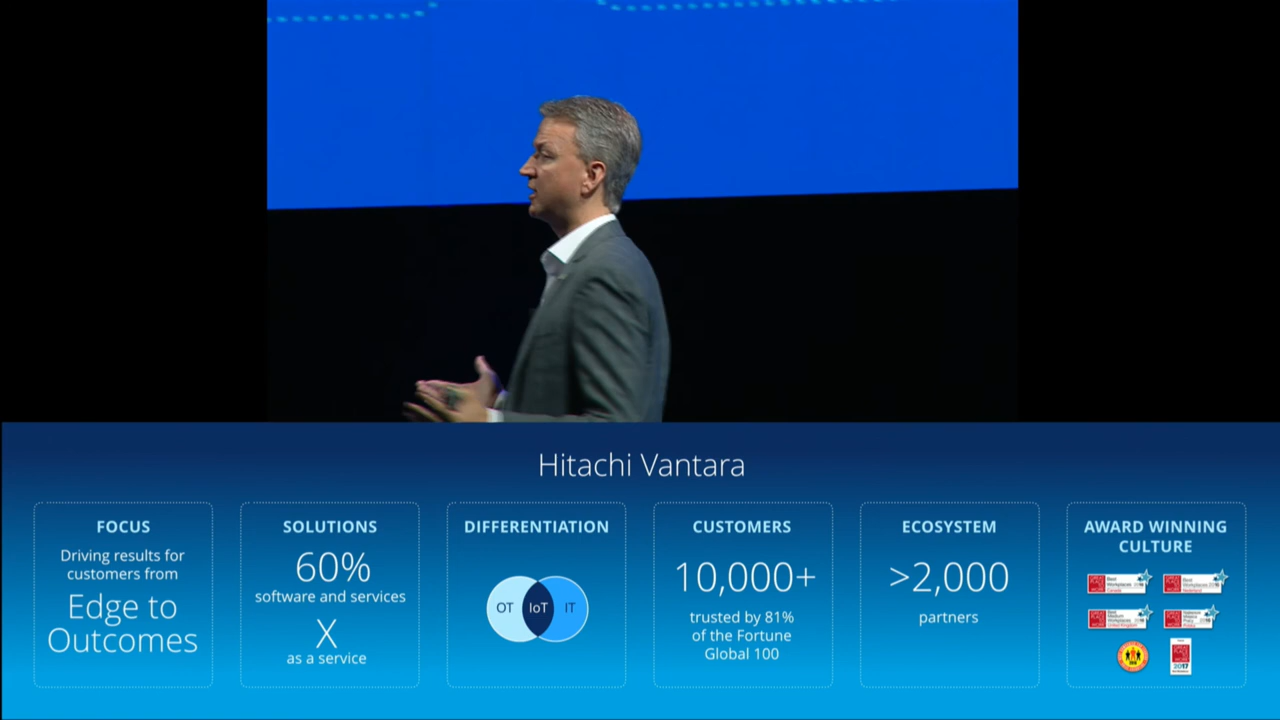 Hitachi Vantara
FOCUS
Driving results for
customers from
Edge to
Outcomes
SOLUTIONS
60%
software and services
X
as a service
DIFFERENTIATION
OT
IoT
IT
CUSTOMERS
10,000+
trusted by 81%
of the Fortune
Global 100
ECOSYSTEM
>2,000
partners
AWARD WINNING
CULTURE
2017